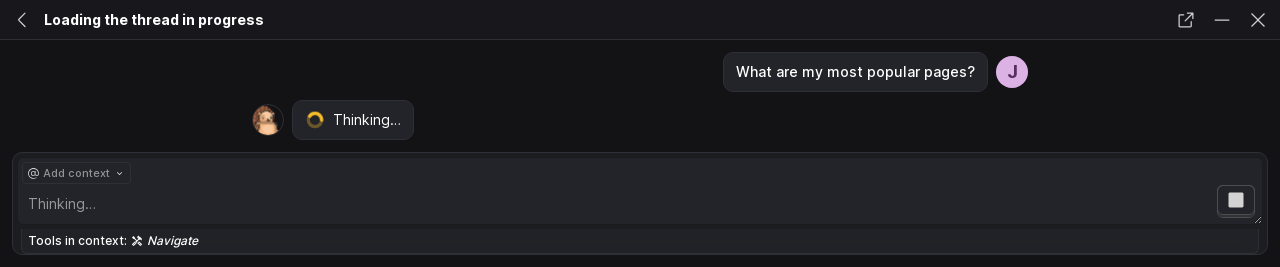 Loading the thread in progress
What are my most popular pages?
J
Thinking...
@ Add context
Thinking...
Tools in context: Navigate